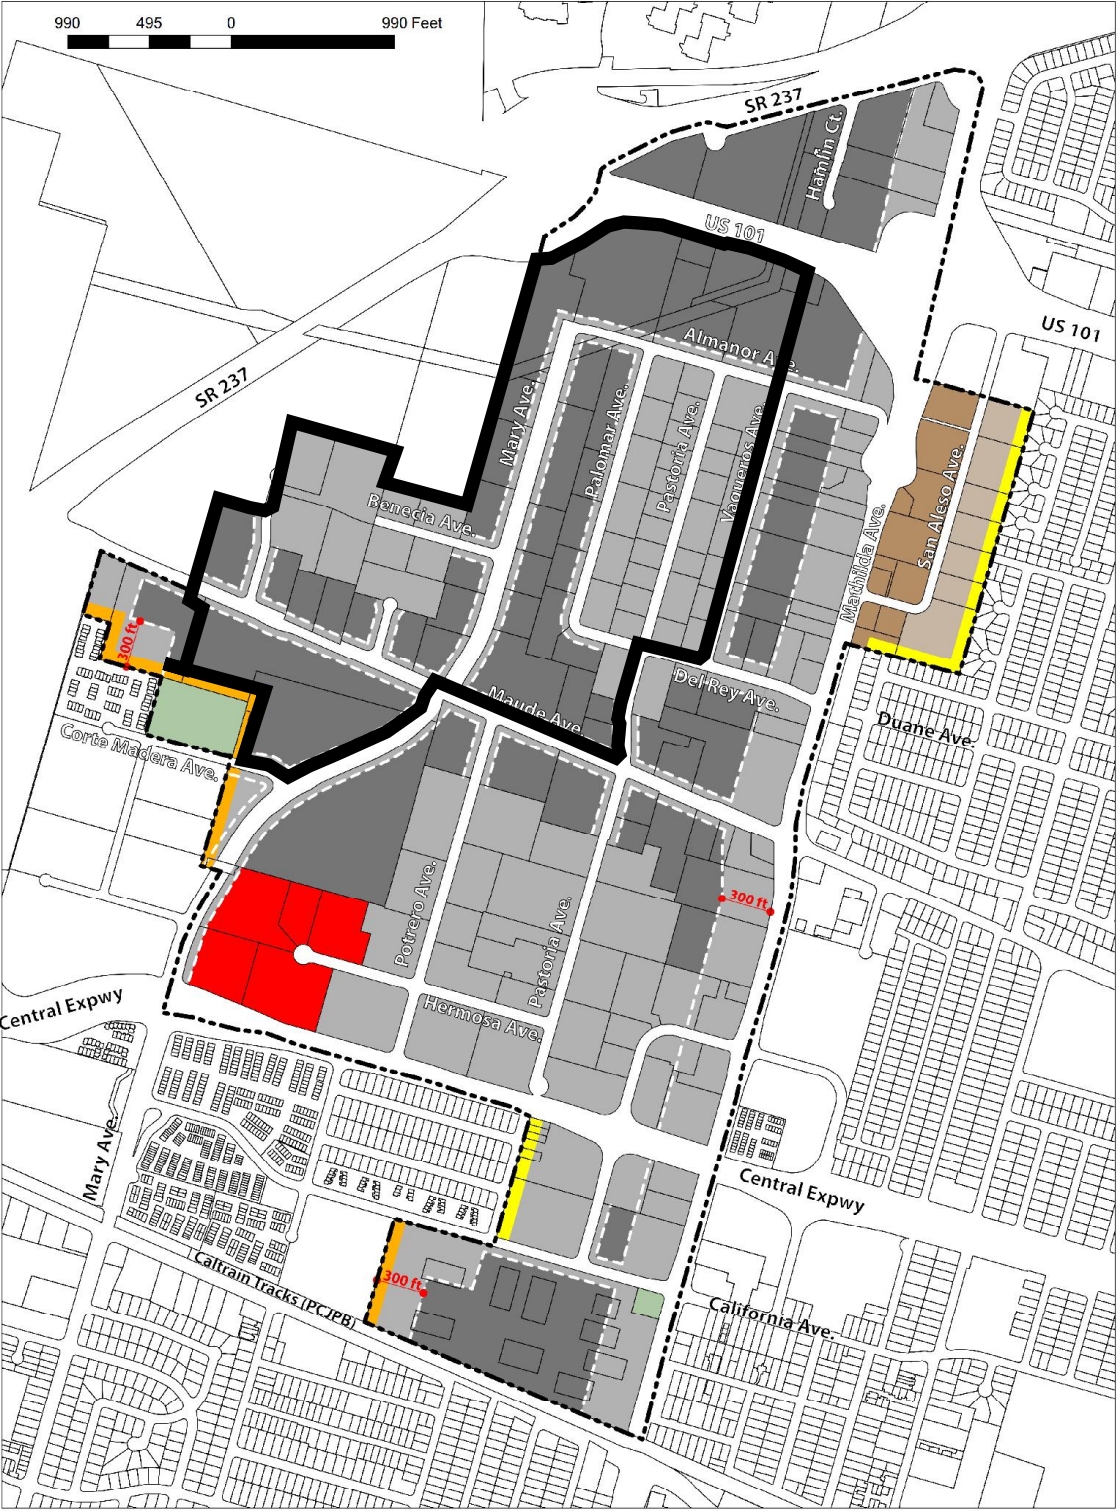 990 495 0 990 Feet
SR 237
Hamlin Ct.
US 101
US 101
Almanor Ave.
SR 237
Mary Ave.
Palomar Ave.
Pastoria Ave.
Vaqueros Ave.
San Aleso Ave.
Benecia Ave.
Mathilda Ave.
300 ft
Del Rey Ave.
Maude Ave.
Duane Ave.
Corte Madera Ave.
300 ft
Potrero Ave.
Pastoria Ave.
Central Expwy
Hermosa Ave.
Mary Ave.
Central Expwy
Caltrain Tracks (PCJPB)
300 ft
California Ave.